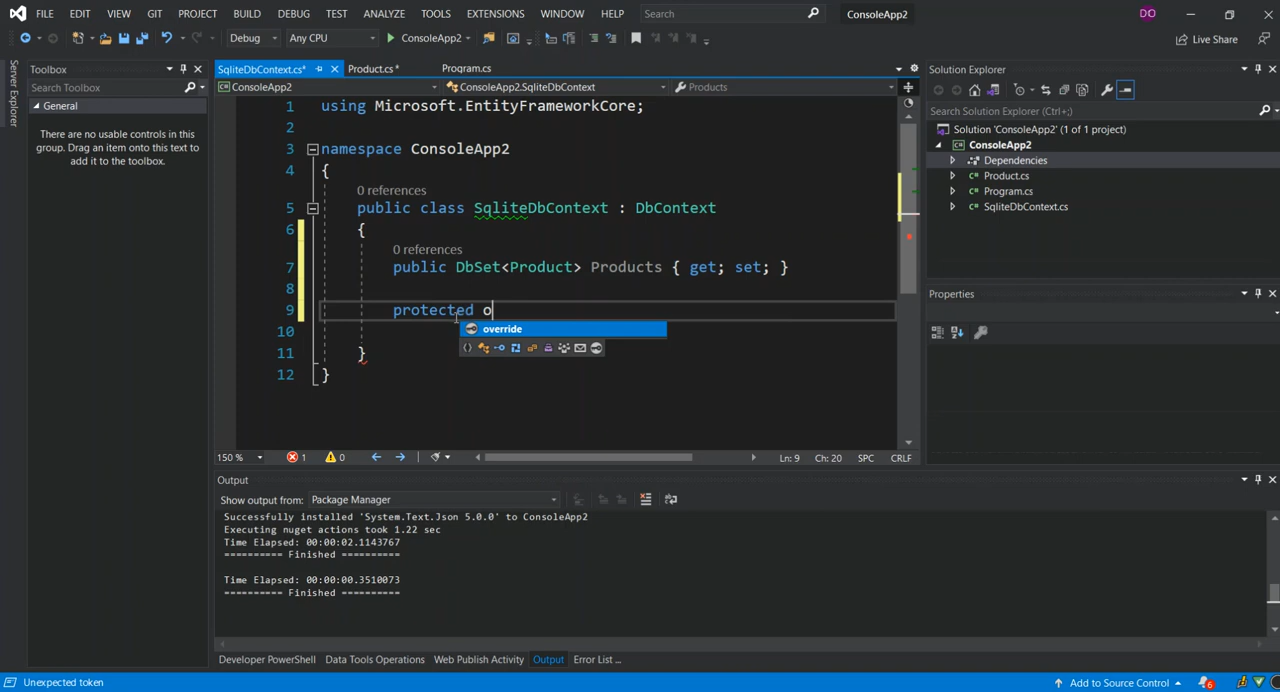 FILE EDIT VIEW GIT PROJECT BUILD DEBUG TEST ANALYZE TOOLS EXTENSIONS WINDOW HELP Search ConsoleApp2 DO
Debug Any CPU ConsoleApp2 Live Share
Server Explorer
Toolbox
Search Toolbox
General
There are no usable controls in this
group. Drag an item onto this text to
add it to the toolbox.
SqliteDbContext.cs* Product.cs* Program.cs
ConsoleApp2 ConsoleApp2.SqliteDbContext Products
1 using Microsoft.EntityFrameworkCore;
2
3 namespace ConsoleApp2
4 {
0 references
5 public class SqliteDbContext : DbContext
6 {
0 references
7 public DbSet<Product> Products { get; set; }
8
9 protected o
override
10
11 }
12 }
150 % 1 0 Ln: 9 Ch: 20 SPC CRLF
Solution Explorer
Search Solution Explorer (Ctrl+;)
Solution 'ConsoleApp2' (1 of 1 project)
ConsoleApp2
Dependencies
Product.cs
Program.cs
SqliteDbContext.cs
Properties
Output
Show output from: Package Manager
Successfully installed 'System.Text.Json 5.0.0' to ConsoleApp2
Executing nuget actions took 1.22 sec
Time Elapsed: 00:00:02.1143767
========== Finished ==========
Time Elapsed: 00:00:00.3510073
========== Finished ==========
Developer PowerShell Data Tools Operations Web Publish Activity Output Error List ...
Unexpected token Add to Source Control 6